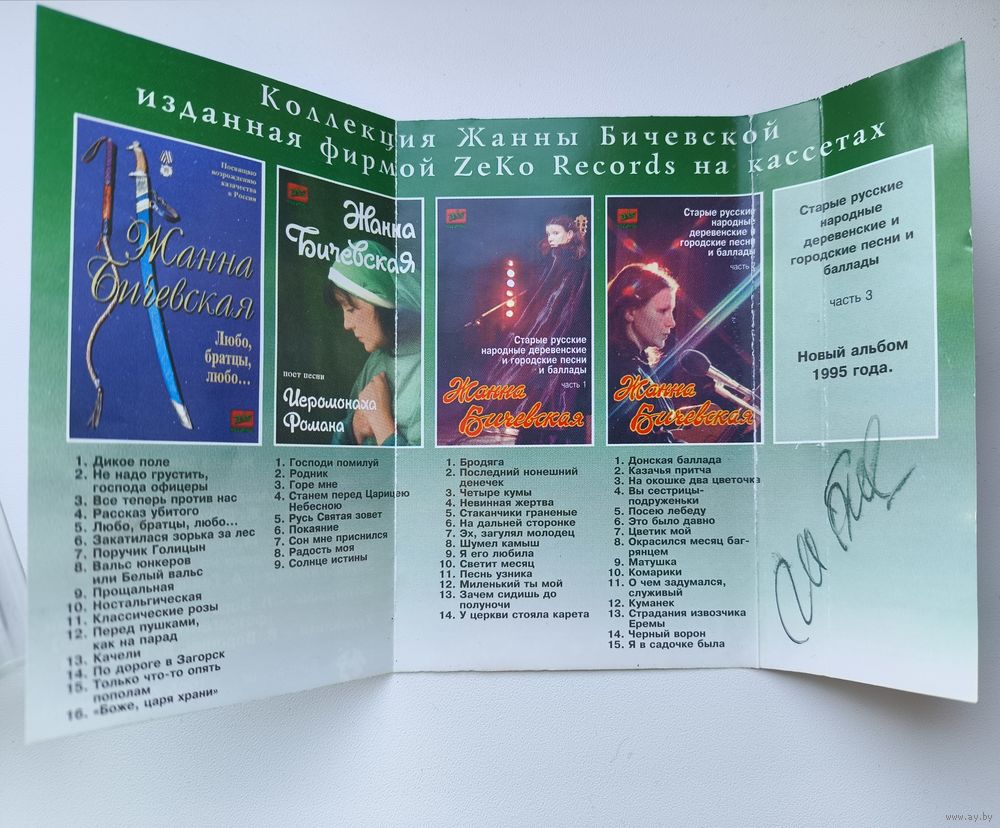 Коллекция Жанны Бичевской
изданная фирмой ZeKo Records на кассетах
Посвящаю
возрождению
казачества
в России
Жанна
Бичевская
Любо,
братцы,
любо...
1. Дикое поле
2. Не надо грустить,
господа офицеры
3. Все теперь против нас
4. Рассказ убитого
5. Любо, братцы, любо...
6. Закатилася зорька за лес
7. Поручик Голицын
8. Вальс юнкеров
или Белый вальс
9. Прощальная
10. Ностальгическая
11. Классические розы
12. Перед пушками,
как на парад
13. Качели
14. По дороге в Загорск
15. Только что-то опять
пополам
16. «Боже, царя храни»
Жанна
Бичевская
поет песни
Иеромонаха
Романа
1. Господи помилуй
2. Родник
3. Горе мне
4. Станем перед Царицею
Небесною
5. Русь Святая зовет
6. Покаяние
7. Сон мне приснился
8. Радость моя
9. Солнце истины
Старые русские
народные деревенские
и городские песни
и баллады
часть 1
Жанна
Бичевская
1. Бродяга
2. Последний нонешний
денечек
3. Четыре кумы
4. Невинная жертва
5. Стаканчики граненые
6. На дальней сторонке
7. Эх, загулял молодец
8. Шумел камыш
9. Я его любила
10. Светит месяц
11. Песнь узника
12. Миленький ты мой
13. Зачем сидишь до
полуночи
14. У церкви стояла карета
Старые русские
народные
деревенские и
городские песни
и баллады
часть
Жанна
Бичевская
1. Донская баллада
2. Казачья притча
3. На окошке два цветочка
4. Вы сестрицы-
подруженьки
5. Посею лебеду
6. Это было давно
7. Цветик мой
8. Окрасился месяц баг-
рянцем
9. Матушка
10. Комарики
11. О чем задумался,
служивый
12. Куманек
13. Страдания извозчика
Еремы
14. Черный ворон
15. Я в садочке была
Старые русские
народные
деревенские и
городские песни и
баллады
часть 3
Новый альбом
1995 года.
www.ay.by